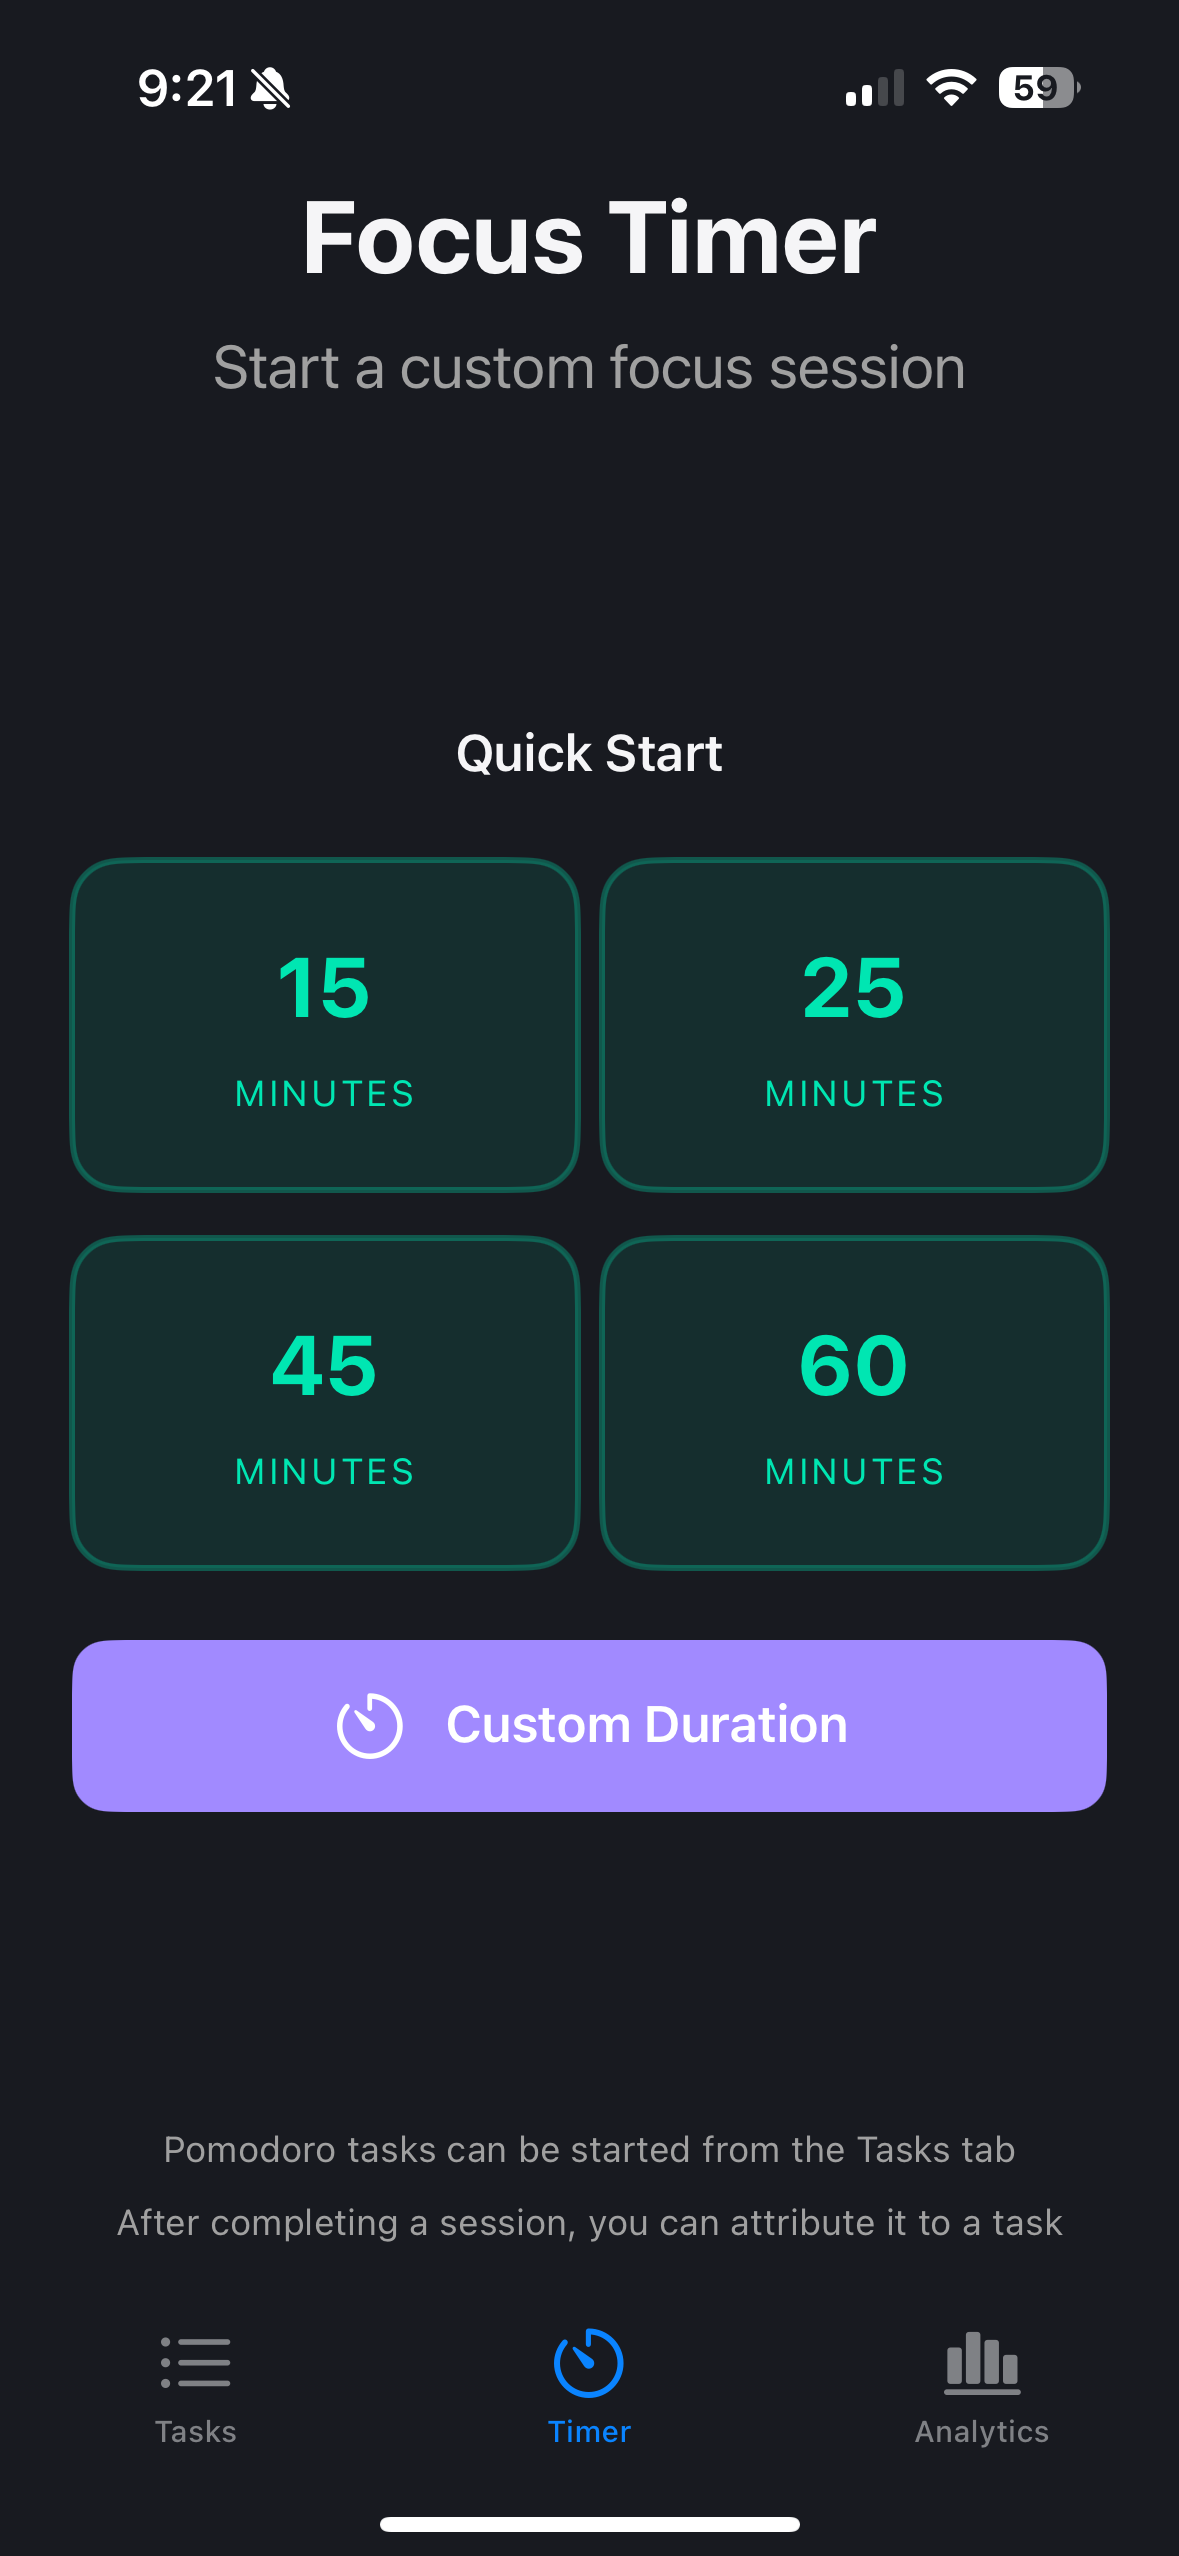 9:21
59
Focus Timer
Start a custom focus session
Quick Start
15
MINUTES
25
MINUTES
45
MINUTES
60
MINUTES
Custom Duration
Pomodoro tasks can be started from the Tasks tab
After completing a session, you can attribute it to a task
Tasks
Timer
Analytics